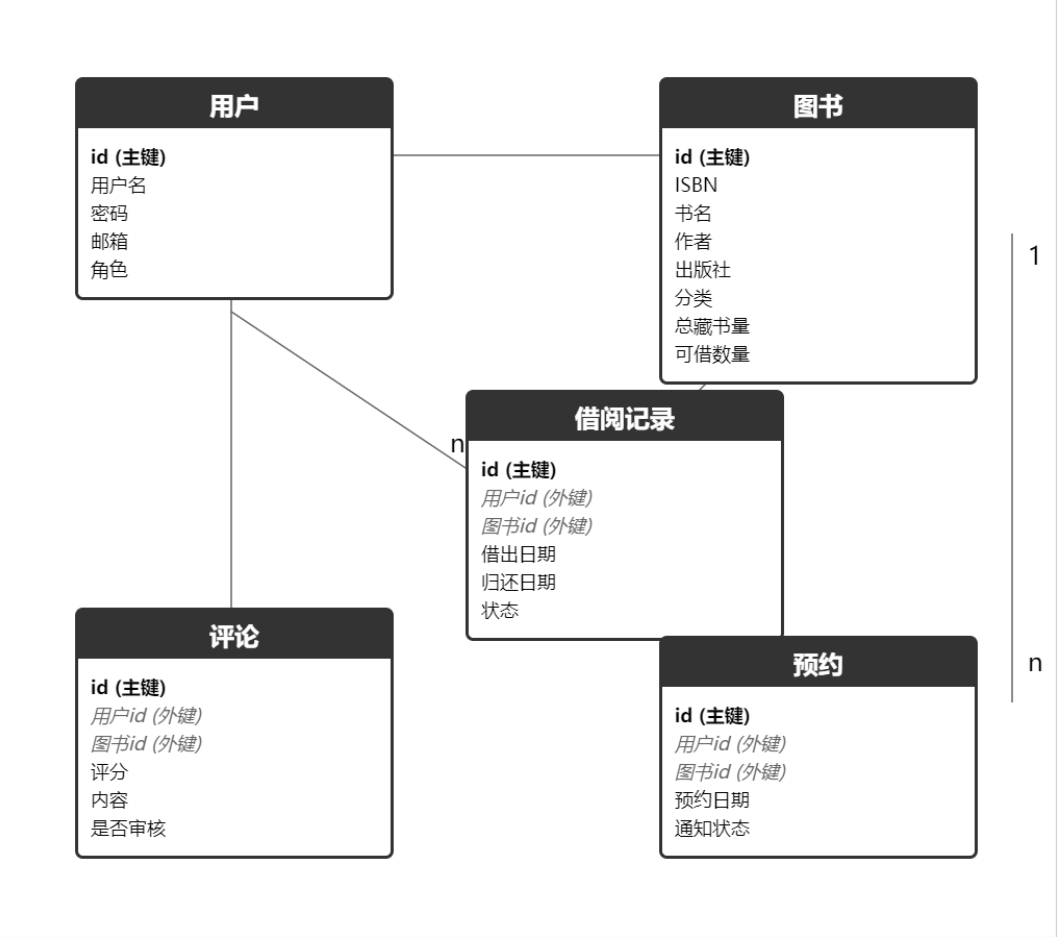 用户
id (主键)
用户名
密码
邮箱
角色
图书
id (主键)
ISBN
书名
作者
出版社
分类
总藏书量
可借数量
1
n
借阅记录
id (主键)
用户id (外键)
图书id (外键)
借出日期
归还日期
状态
评论
id (主键)
用户id (外键)
图书id (外键)
评分
内容
是否审核
预约
id (主键)
用户id (外键)
图书id (外键)
预约日期
通知状态
n